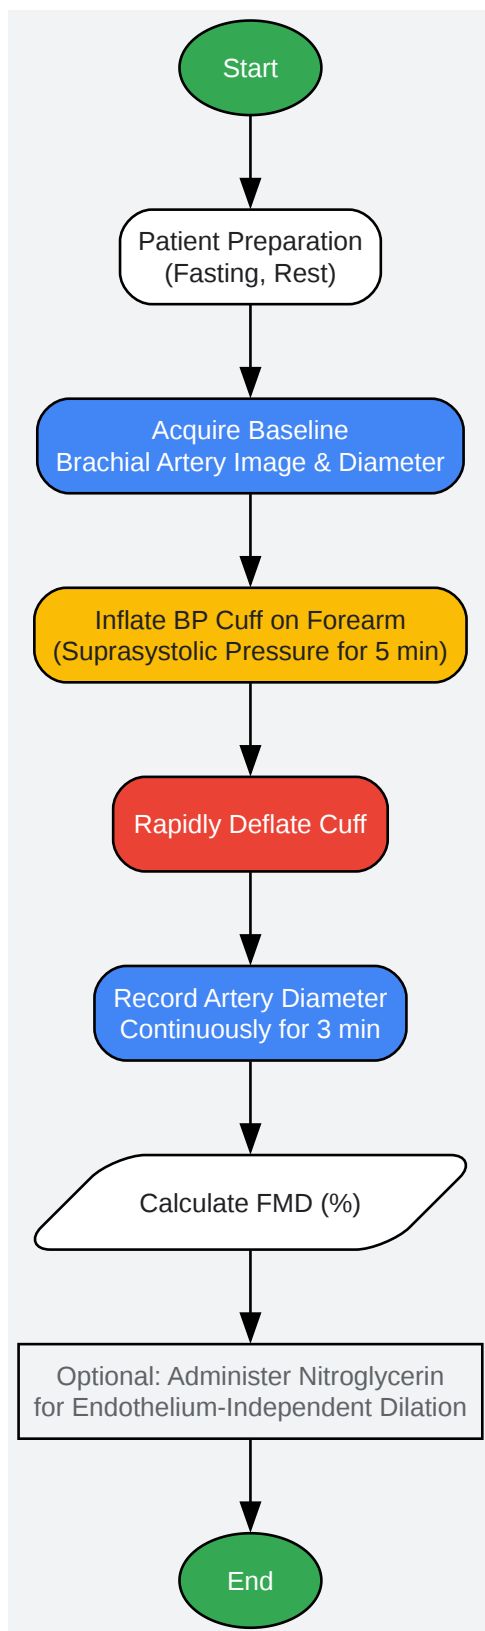 Start
Patient Preparation
(Fasting, Rest)
Acquire Baseline
Brachial Artery Image & Diameter
Inflate BP Cuff on Forearm
(Suprasystolic Pressure for 5 min)
Rapidly Deflate Cuff
Record Artery Diameter
Continuously for 3 min
Calculate FMD (%)
Optional: Administer Nitroglycerin
for Endothelium-Independent Dilation
End